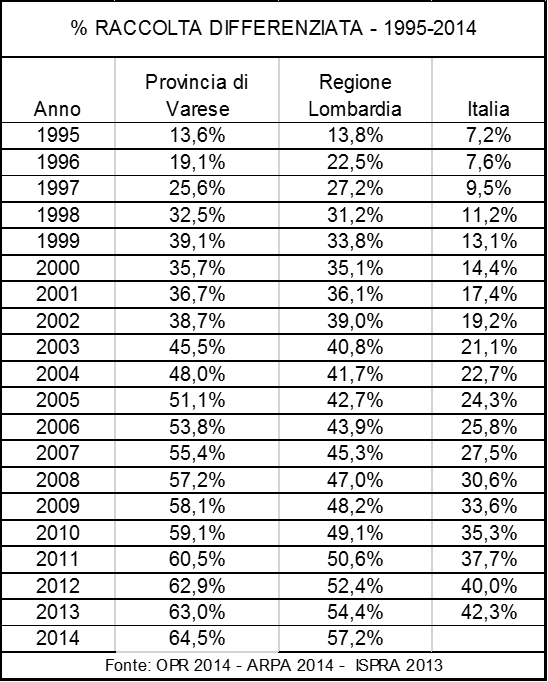 % RACCOLTA DIFFERENZIATA - 1995-2014
Anno Provincia di Varese Regione Lombardia Italia
1995 13,6% 13,8% 7,2%
1996 19,1% 22,5% 7,6%
1997 25,6% 27,2% 9,5%
1998 32,5% 31,2% 11,2%
1999 39,1% 33,8% 13,1%
2000 35,7% 35,1% 14,4%
2001 36,7% 36,1% 17,4%
2002 38,7% 39,0% 19,2%
2003 45,5% 40,8% 21,1%
2004 48,0% 41,7% 22,7%
2005 51,1% 42,7% 24,3%
2006 53,8% 43,9% 25,8%
2007 55,4% 45,3% 27,5%
2008 57,2% 47,0% 30,6%
2009 58,1% 48,2% 33,6%
2010 59,1% 49,1% 35,3%
2011 60,5% 50,6% 37,7%
2012 62,9% 52,4% 40,0%
2013 63,0% 54,4% 42,3%
2014 64,5% 57,2%
Fonte: OPR 2014 - ARPA 2014 - ISPRA 2013